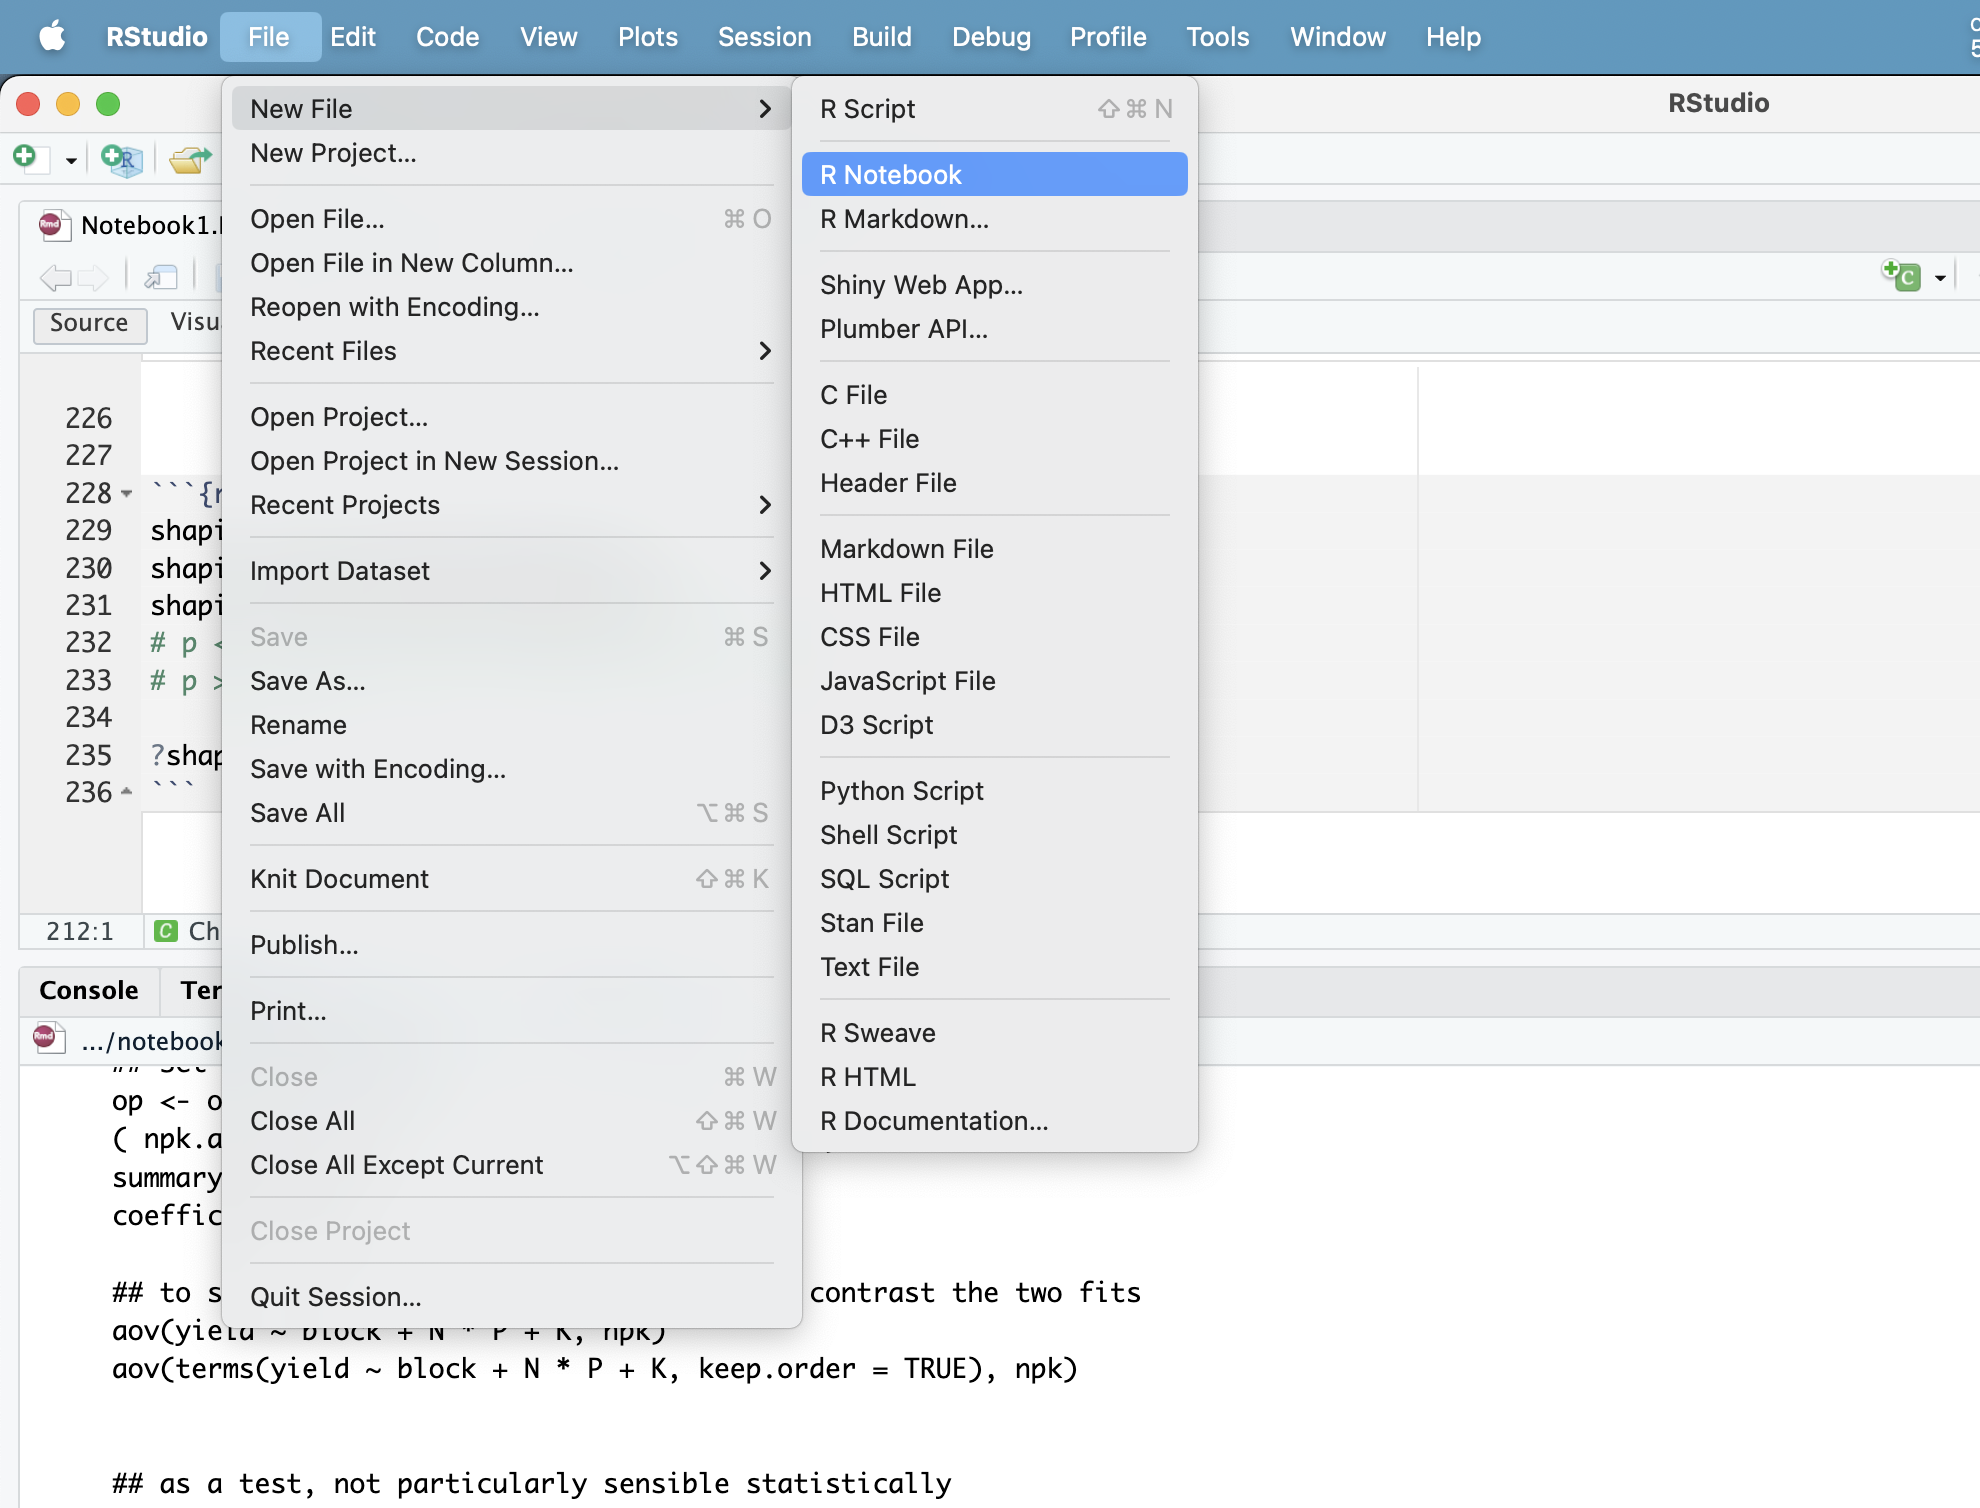 RStudio File Edit Code View Plots Session Build Debug Profile Tools Window Help
RStudio
New File
New Project...
Open File... ⌘ O
Open File in New Column...
Reopen with Encoding...
Recent Files
Open Project...
Open Project in New Session...
Recent Projects
Import Dataset
Save ⌘ S
Save As...
Rename
Save with Encoding...
Save All ⌥⌘ S
Knit Document ⇧⌘ K
Publish...
Print...
Close ⌘ W
Close All ⇧⌘ W
Close All Except Current ⌥⇧⌘ W
Close Project
Quit Session...
R Script ⇧⌘ N
R Notebook
R Markdown...
Shiny Web App...
Plumber API...
C File
C++ File
Header File
Markdown File
HTML File
CSS File
JavaScript File
D3 Script
Python Script
Shell Script
SQL Script
Stan File
Text File
R Sweave
R HTML
R Documentation...
Rmd Notebook1.
Source Visu
C
226
227
228 ```{r
229 shapi
230 shapi
231 shapi
232 # p <
233 # p >
234
235 ?shap
236 ```
212:1 C Ch
Console Ter
Rmd .../notebook
## Set
op <- o
( npk.a
summary
coeffic
## to s contrast the two fits
aov(yield ~ block + N * P + K, npk)
aov(terms(yield ~ block + N * P + K, keep.order = TRUE), npk)
## as a test, not particularly sensible statistically